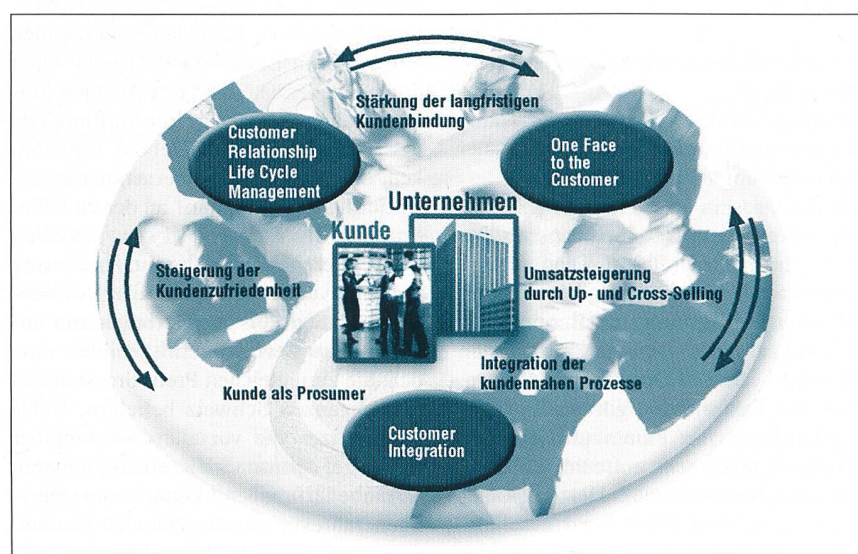 Stärkung der langfristigen
Kundenbindung
Customer
Relationship
Life Cycle
Management
One Face
to the
Customer
Unternehmen
Kunde
Steigerung der
Kundenzufriedenheit
Umsatzsteigerung
durch Up- und Cross-Selling
Integration der
kundennahen Prozesse
Kunde als Prosumer
Customer
Integration